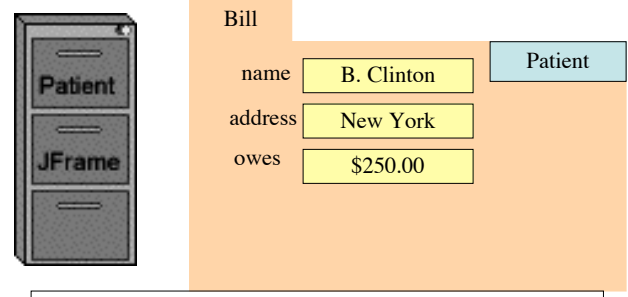 Patient
JFrame
Bill
Patient
name B. Clinton
address New York
owes $250.00